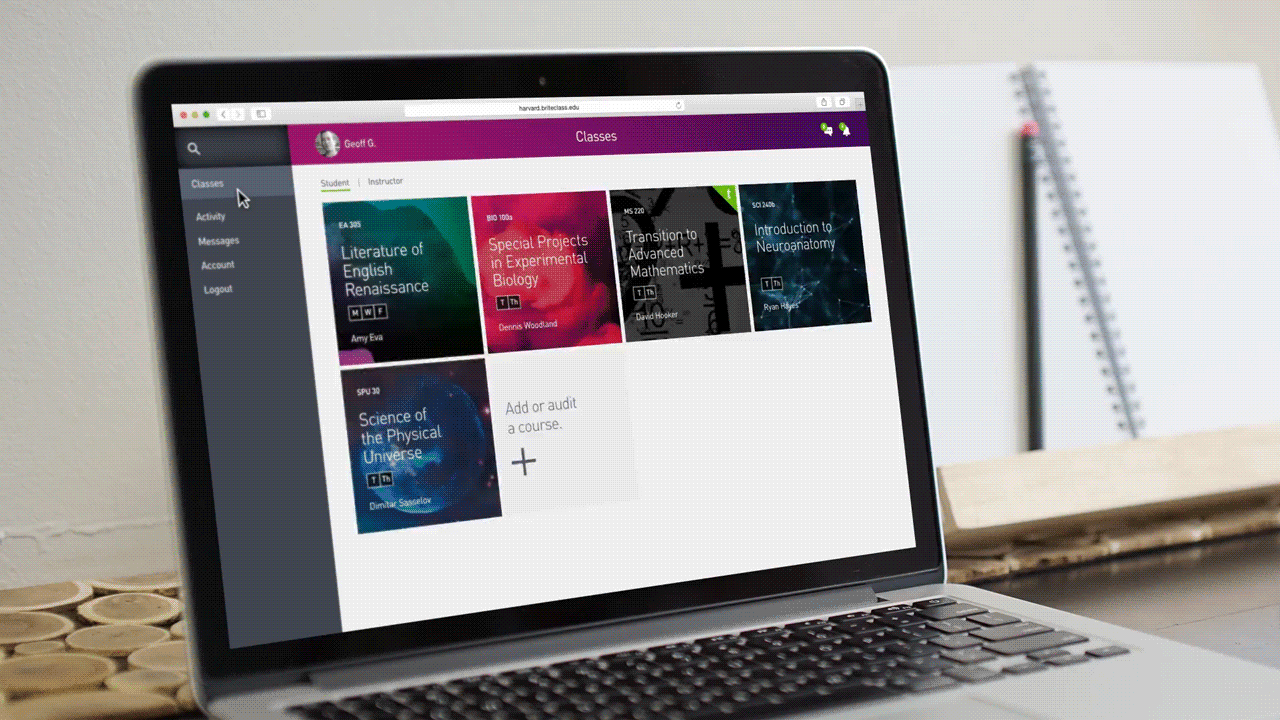 harvard.briteclass.edu
Geoff G.
Classes
Classes
Activity
Messages
Account
Logout
Student | Instructor
EA 305
Literature of
English
Renaissance
M W F
Amy Eva
BIO 100s
Special Projects
in Experimental
Biology
T Th
Dennis Woodland
MS 220
Transition to
Advanced
Mathematics
T Th
David Hooker
t
SCI 240b
Introduction to
Neuroanatomy
T Th
Ryan Hayes
SPU 30
Science of
the Physical
Universe
T Th
Dimitar Sasselov
Add or audit
a course.
+